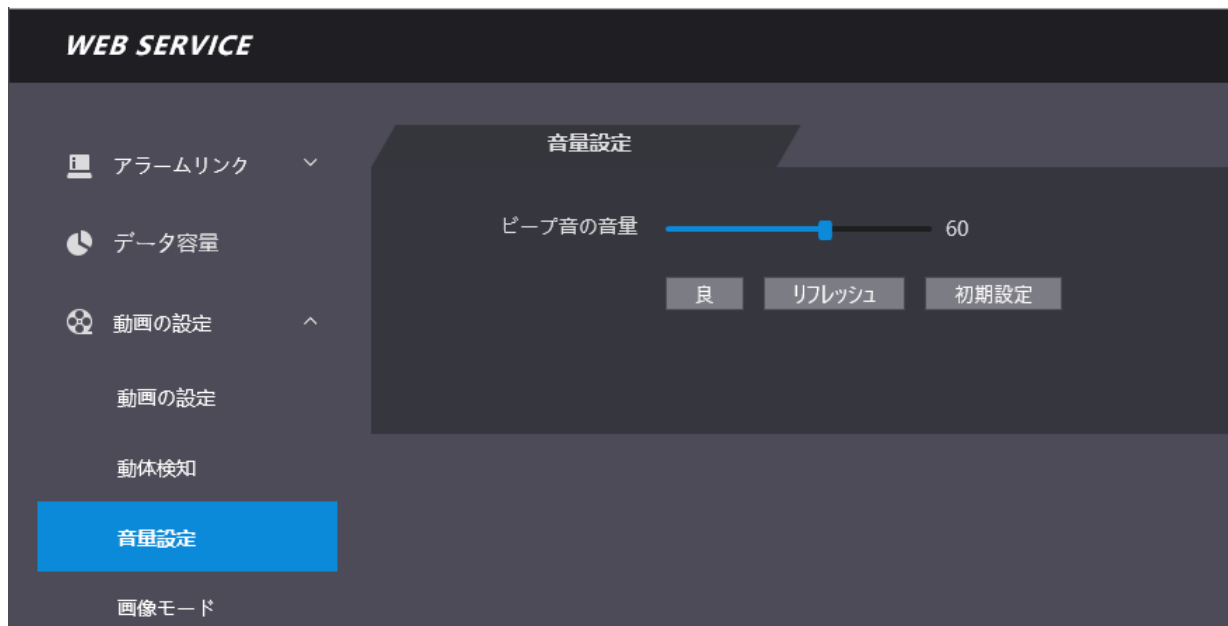 WEB SERVICE
アラームリンク
データ容量
動画の設定
動画の設定
動体検知
音量設定
画像モード
音量設定
ビープ音の音量 60
良 リフレッシュ 初期設定